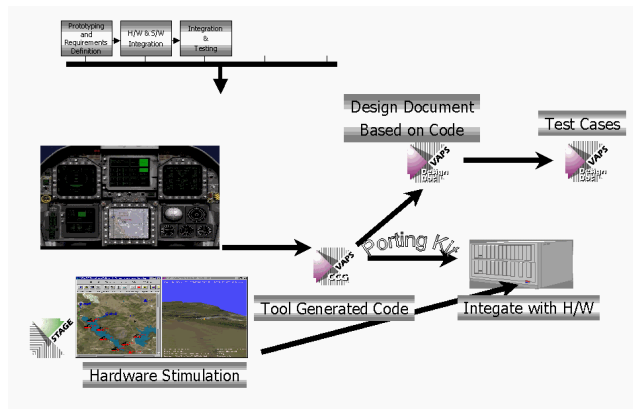 Prototyping
and
Requirements
Definition
H/W & S/W
Integration
Integration
&
Testing
Design Document
Based on Code
Test Cases
VAPS
Design
Doc
VAPS
Design
Doc
Porting Kit
VAPS
CCG
Tool Generated Code
Integate with H/W
STAGE
Hardware Stimulation